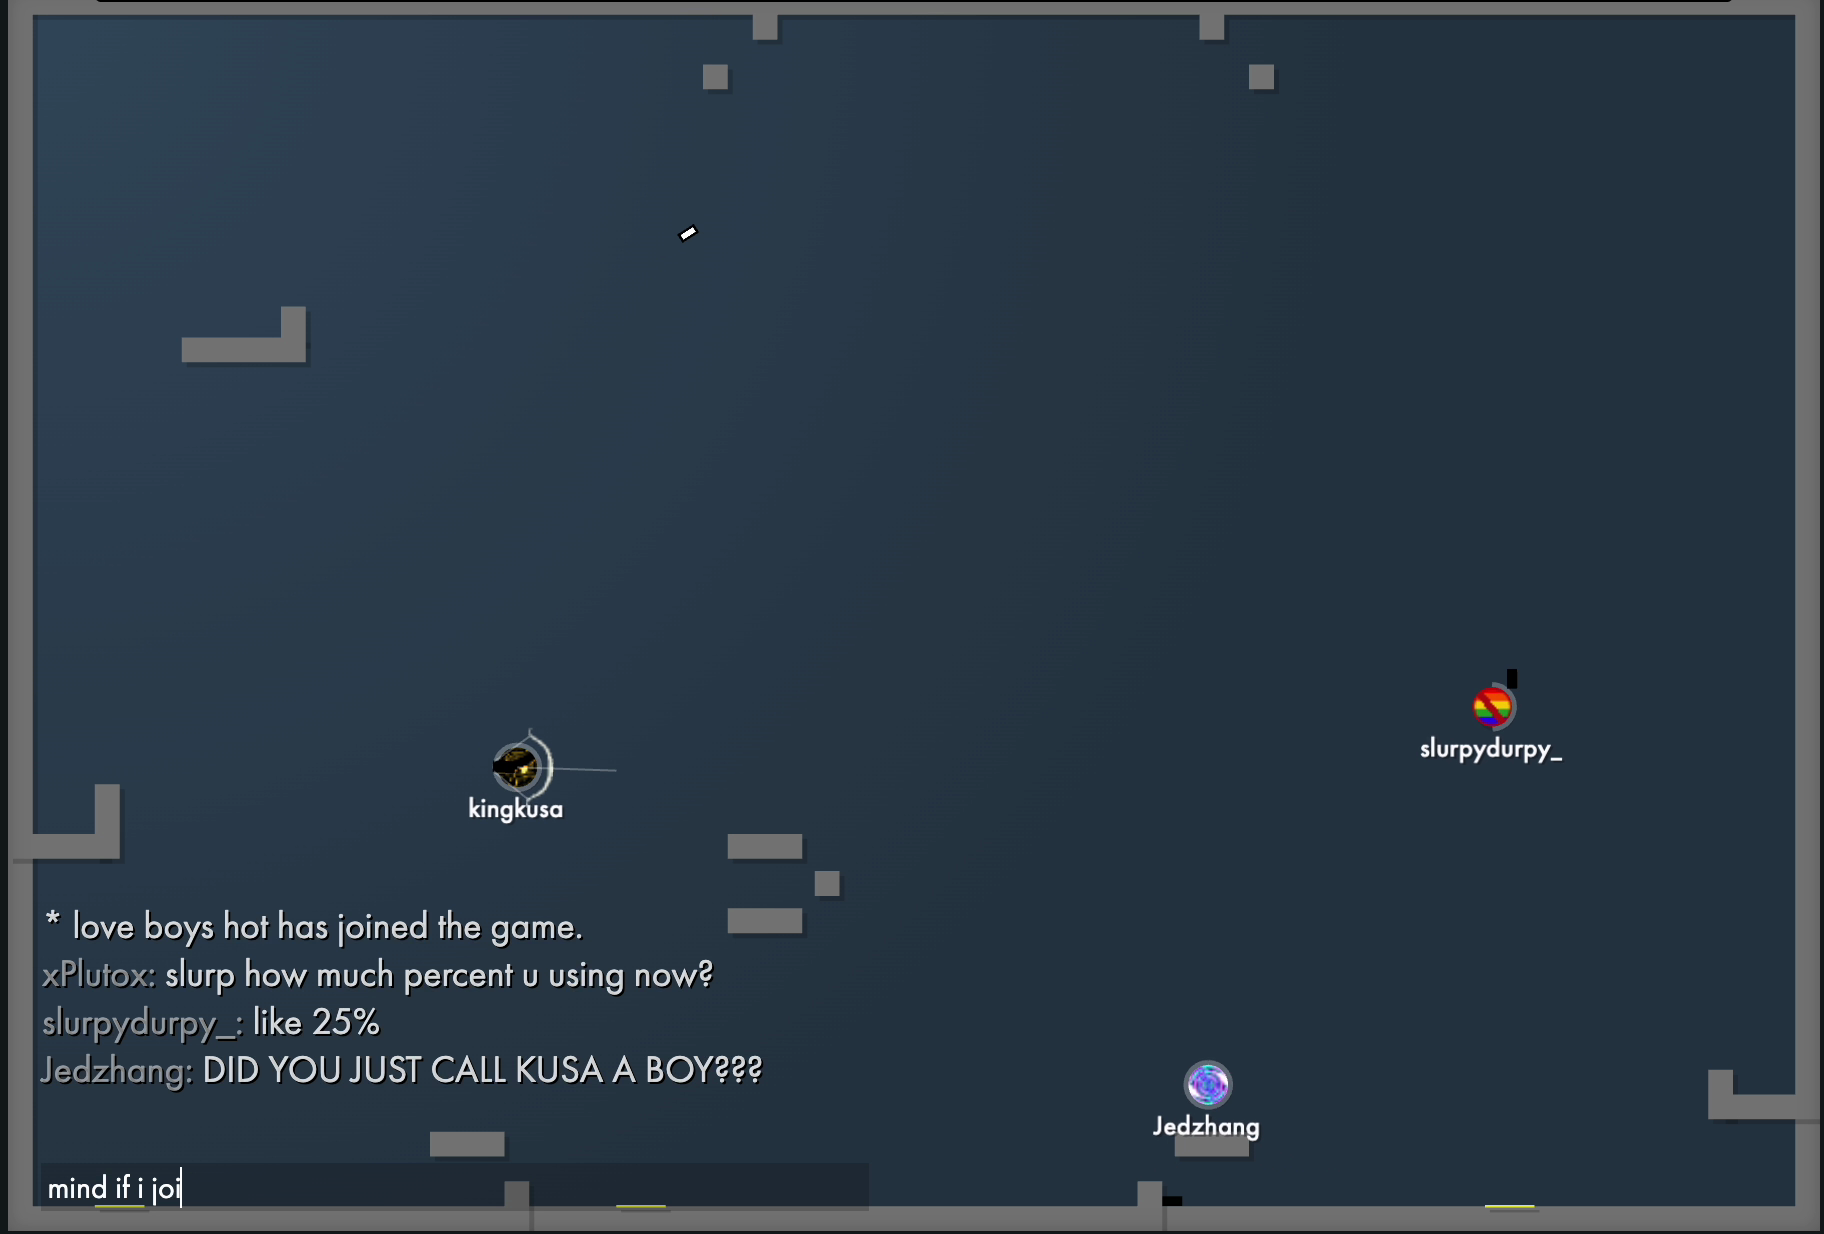 slurpydurpy_
kingkusa
* love boys hot has joined the game.
xPlutox: slurp how much percent u using now?
slurpydurpy_: like 25%
Jedzhang: DID YOU JUST CALL KUSA A BOY???
Jedzhang
mind if i joi